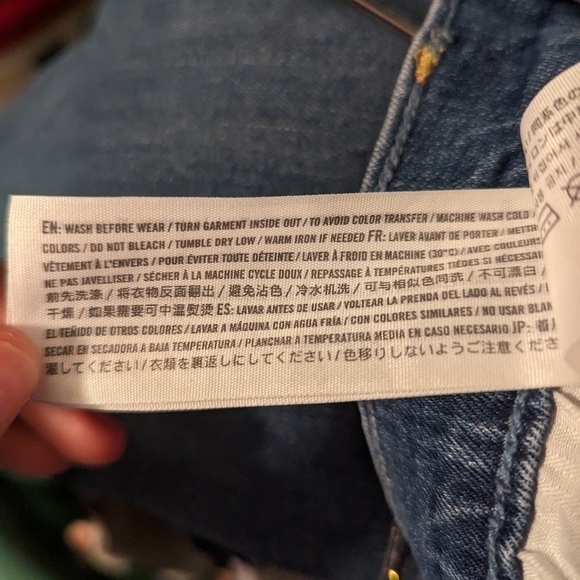 EN: WASH BEFORE WEAR / TURN GARMENT INSIDE OUT / TO AVOID COLOR TRANSFER / MACHINE WASH COLD
COLORS / DO NOT BLEACH / TUMBLE DRY LOW / WARM IRON IF NEEDED FR: LAVER AVANT DE PORTER /
VÊTEMENT À L'ENVERS / POUR ÉVITER TOUTE DÉTEINTE / LAVER À FROID EN MACHINE (30°C) / AVEC COULEURS
NE PAS JAVELLISER / SÉCHER À LA MACHINE CYCLE DOUX / REPASSAGE À TEMPÉRATURES TIÈDES SI NÉCESSAI
前先洗涤 / 将衣物反面翻出 / 避免沾色 / 冷水机洗 / 可与相似色同洗 / 不可漂白 /
干燥 / 如果需要可中温熨烫 ES: LAVAR ANTES DE USAR / VOLTEAR LA PRENDA DEL LADO AL REVÉS /
EL TEÑIDO DE OTROS COLORES / LAVAR A MÁQUINA CON AGUA FRÍA / CON COLORES SIMILARES / NO USAR
SECAR EN SECADORA A BAJA TEMPERATURA / PLANCHAR A TEMPERATURA MEDIA EN CASO NECESARIO JP:
濯してください / 衣類を裏返しにしてください / 色移りしないようご注意くださ